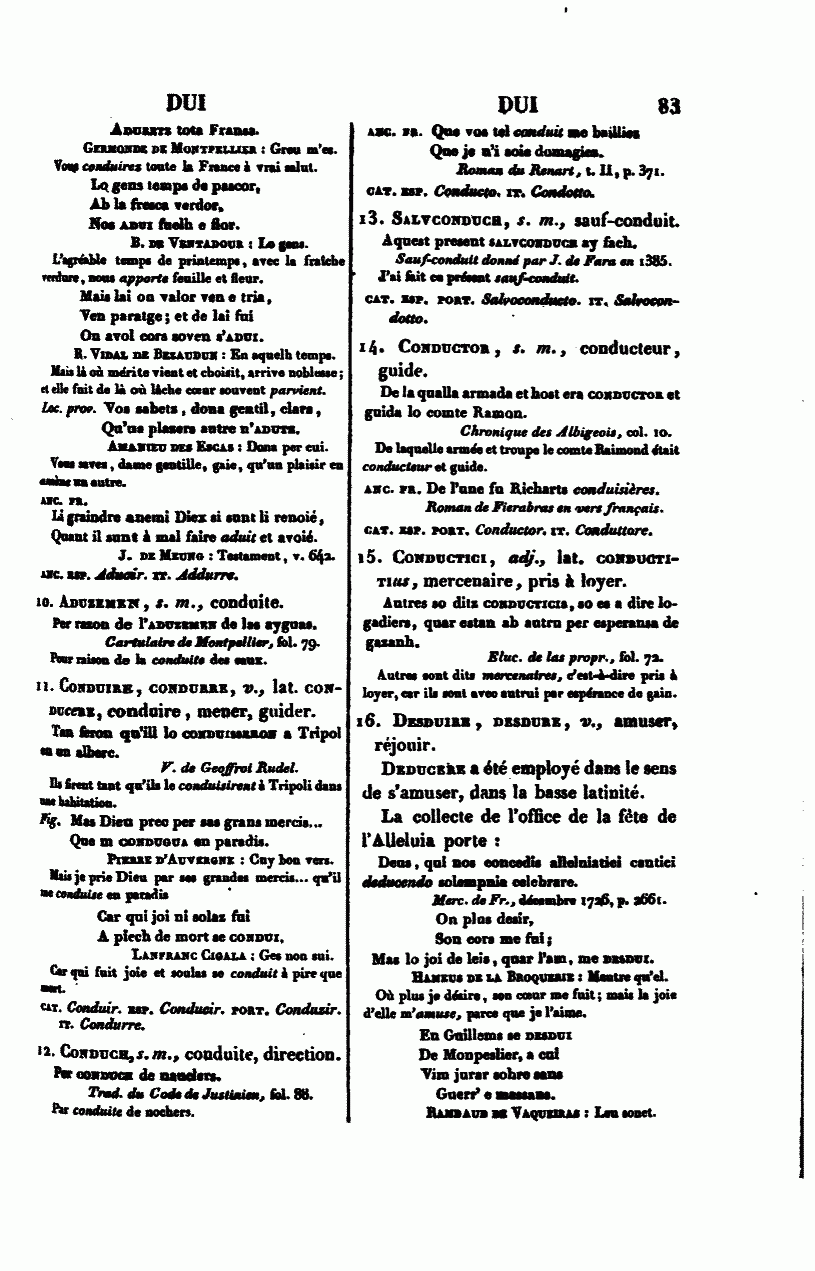 DUI
DUI
83
ADUERTZ tota Fransa.
GERMONDE DE MONTPELLIER : Greu m'es.
Vous conduires toute la France à vrai salut.
Lo gens temps de pascor,
Ab la fresca verdor,
Nos ADUI fuelh e flor.
B. DE VENTADOUR : Lo gens.
L'agréable temps de printemps, avec la fraîche
verdure, nous apporte feuille et fleur.
Mais lai on valor ven e tria,
Ven paratge; et de lai fui
On avol cors soven s'ADUI.
R. VIDAL DE BEZAUDUN : En aquelh temps.
Mais là où mérite vient et choisit, arrive noblesse;
et elle fuit de là où lâche cœur souvent parvient.
Loc. prov. Vos sabets, dona gentil, clara,
Qu'us plazers autre n'ADUTZ.
AMANIEU DES ESCAS : Dona per cui.
Vous savez, dame gentille, gaie, qu'un plaisir en
amène un autre.
ANC. FR.
Li graindre anemi Diex si sunt li renoié,
Quant il sunt à mal faire aduit et avoié.
J. DE MEUNG : Testament, v. 642.
ANC. ESP. Aducir. IT. Addurre.
10. ADUZEMEN, s. m., conduite.
Per razon de l'ADUZEMEN de las ayguas.
Cartulaire de Montpellier, fol. 79.
Pour raison de la conduite des eaux.
11. CONDUIRE, CONDURRE, v., lat. CON-
DUCERE, conduire, mener, guider.
Tan feron qu'ill lo CONDUISSERON a Tripol
en un alberc.
V. de Geoffroi Rudel.
Ils firent tant qu'ils le conduisirent à Tripoli dans
une habitation.
Fig. Mas Dieu prec per sas grans mercis...
Que m CONDUGUA en paradis.
PIERRE D'AUVERGNE : Cuy bon vers.
Mais je prie Dieu par ses grandes mercis... qu'il
me conduise en paradis
Car qui joi ni solaz fui
A piech de mort se CONDUI.
LANFRANC CIGALA : Ges non sui.
Car qui fuit joie et soulas se conduit à pire que
mort.
CAT. Conduir. ESP. Conducir. PORT. Conduzir.
IT. Condurre.
12. CONDUCH, s. m., conduite, direction.
Per CONDUCH de nauclers.
Trad. du Code de Justinien, fol. 88.
Par conduite de nochers.
ANC. FR. Que vos tel conduit me bailliez
Que je n'i soie domagiez.
Roman du Renart, t. II, p. 371.
CAT. ESP. Conducto. IT. Condotto.
13. SALVCONDUCH, s. m., sauf-conduit.
Aquest present SALVCONDUCH ay fach.
Sauf-conduit donné par J. de Fara en 1385.
J'ai fait ce présent sauf-conduit.
CAT. ESP. PORT. Salvoconducto. IT. Salvocon-
dotto.
14. CONDUCTOR, s. m., conducteur,
guide.
De la qualla armada et host era CONDUCTOR et
guida lo comte Ramon.
Chronique des Albigeois, col. 10.
De laquelle armée et troupe le comte Raimond était
conducteur et guide.
ANC. FR. De l'une fu Richarts conduisières.
Roman de Fierabras en vers français.
CAT. ESP. PORT. Conductor. IT. Conduttore.
15. CONDUCTICI, adj., lat. CONDUCTI-
TIUS, mercenaire, pris à loyer.
Autres so ditz CONDUCTICIS, so es a dire lo-
gadiers, quar estan ab autru per esperansa de
gazanh.
Eluc. de las propr., fol. 72.
Autres sont dits mercenaires, c'est-à-dire pris à
loyer, car ils sont avec autrui par espérance de gain.
16. DESDUIRE, DESDURE, v., amuser,
réjouir.
DEDUCERE a été employé dans le sens
de s'amuser, dans la basse latinité.
La collecte de l'office de la fête de
l'Alleluia porte :
Deus, qui nos concedis alleluiatici cantici
deducendo solempnia celebrare.
Merc. de Fr., décembre 1726, p. 2661.
On plus desir,
Son cors me fui;
Mas lo joi de leis, quar l'am, me DESDUI.
HAMEUS DE LA BROQUERIE : Mentre qu'el.
Où plus je désire, son cœur me fuit; mais la joie
d'elle m'amuse, parce que je l'aime.
En Guillems se DESDUI
De Monpeslier, a cui
Vim jurar sobre sans
Guerr' e massans.
RAMBAUD DE VAQUEIRAS : Leu sonet.